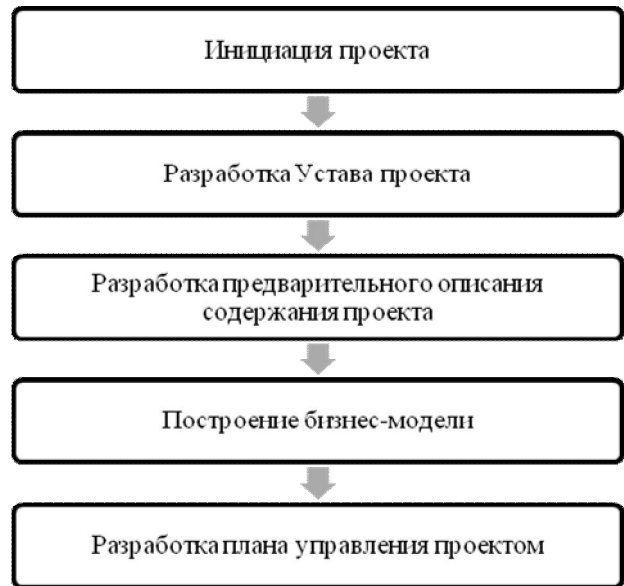 Инициация проекта
Разработка Устава проекта
Разработка предварительного описания
содержания проекта
Построение бизнес-модели
Разработка плана управления проектом